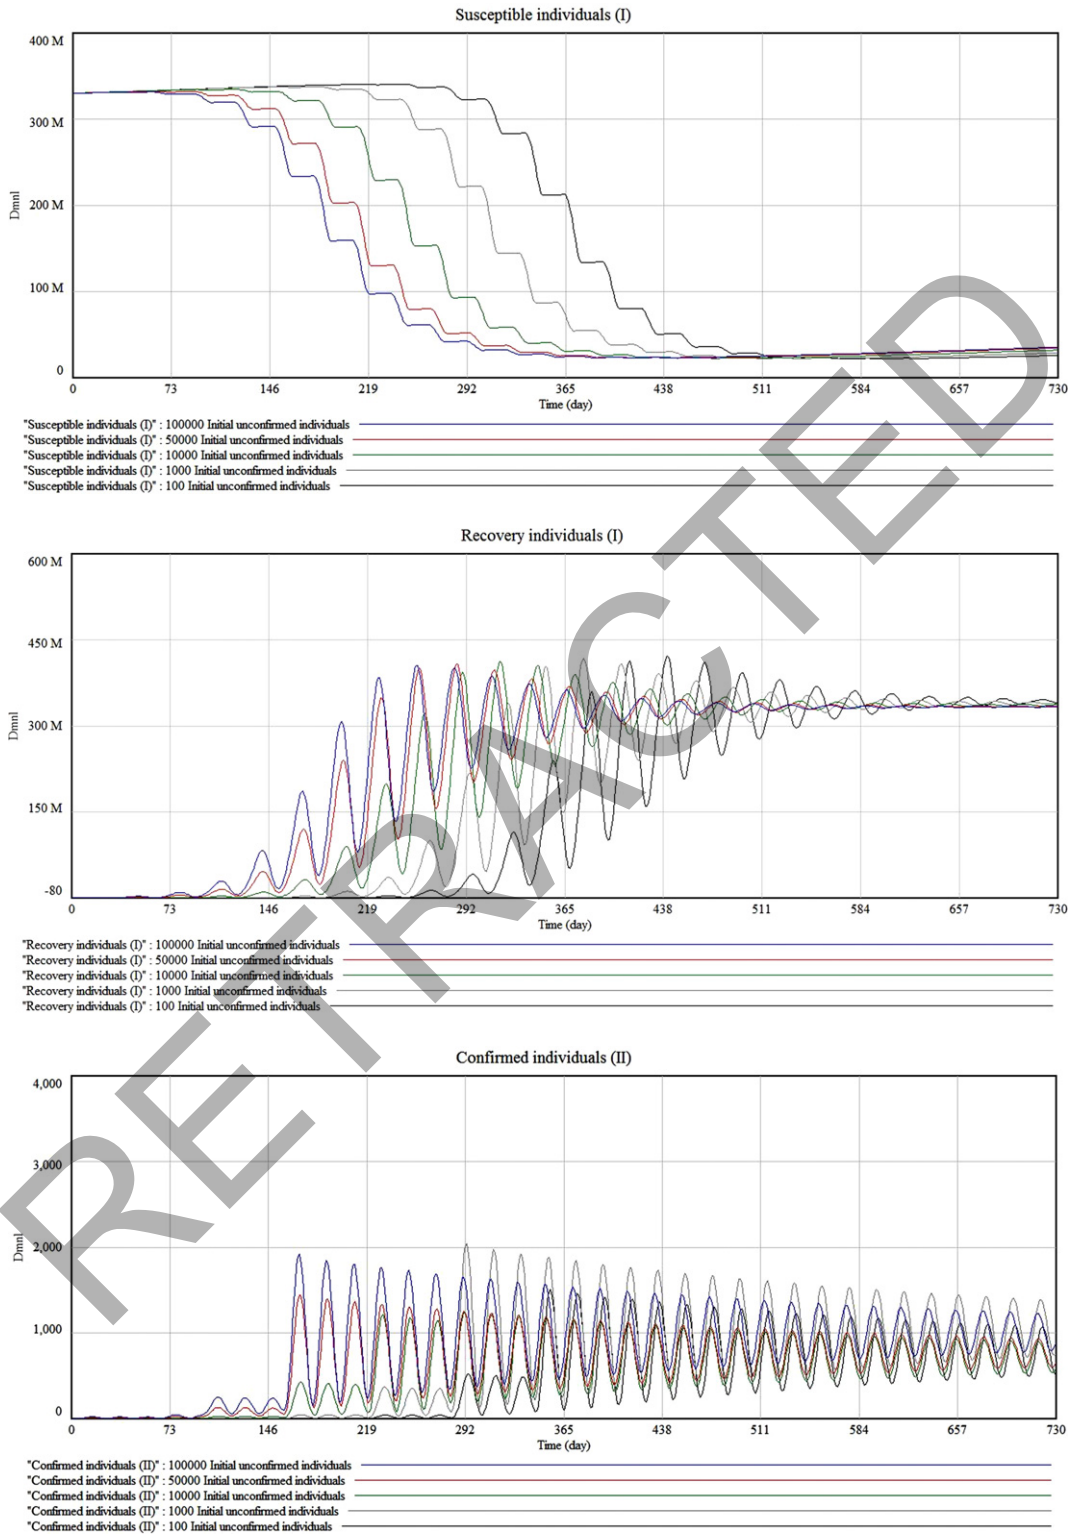 Susceptible individuals (I)
400 M
300 M
200 M
100 M
0
Dmnl
0 73 146 219 292 365 438 511 584 657 730
Time (day)
"Susceptible individuals (I)" : 100000 Initial unconfirmed individuals
"Susceptible individuals (I)" : 50000 Initial unconfirmed individuals
"Susceptible individuals (I)" : 10000 Initial unconfirmed individuals
"Susceptible individuals (I)" : 1000 Initial unconfirmed individuals
"Susceptible individuals (I)" : 100 Initial unconfirmed individuals
Recovery individuals (I)
600 M
450 M
300 M
150 M
-80
Dmnl
0 73 146 219 292 365 438 511 584 657 730
Time (day)
"Recovery individuals (I)" : 100000 Initial unconfirmed individuals
"Recovery individuals (I)" : 50000 Initial unconfirmed individuals
"Recovery individuals (I)" : 10000 Initial unconfirmed individuals
"Recovery individuals (I)" : 1000 Initial unconfirmed individuals
"Recovery individuals (I)" : 100 Initial unconfirmed individuals
Confirmed individuals (II)
4,000
3,000
2,000
1,000
0
Dmnl
0 73 146 219 292 365 438 511 584 657 730
Time (day)
"Confirmed individuals (II)" : 100000 Initial unconfirmed individuals
"Confirmed individuals (II)" : 50000 Initial unconfirmed individuals
"Confirmed individuals (II)" : 10000 Initial unconfirmed individuals
"Confirmed individuals (II)" : 1000 Initial unconfirmed individuals
"Confirmed individuals (II)" : 100 Initial unconfirmed individuals
RETRACTED